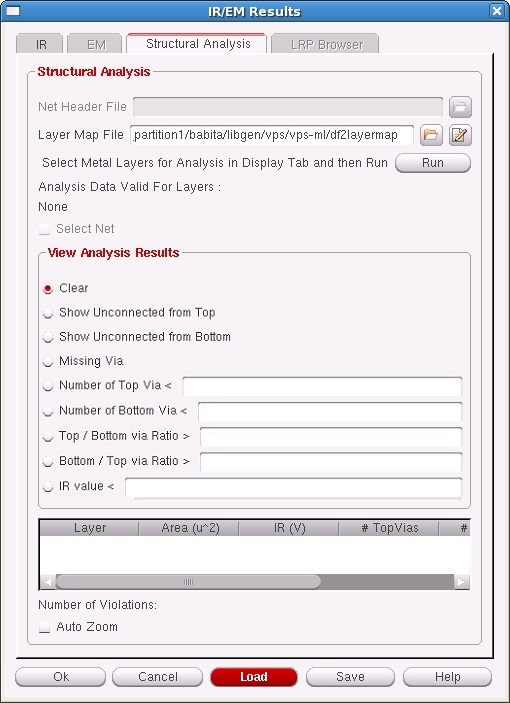 IR/EM Results
IR EM Structural Analysis LRP Browser
Structural Analysis
Net Header File
Layer Map File partition1/babita/libgen/vps/vps-ml/df2layermap
Select Metal Layers for Analysis in Display Tab and then Run Run
Analysis Data Valid For Layers :
None
Select Net
View Analysis Results
Clear
Show Unconnected from Top
Show Unconnected from Bottom
Missing Via
Number of Top Via <
Number of Bottom Via <
Top / Bottom via Ratio >
Bottom / Top via Ratio >
IR value <
Layer Area (u^2) IR (V) # TopVias #
Number of Violations:
Auto Zoom
Ok Cancel Load Save Help